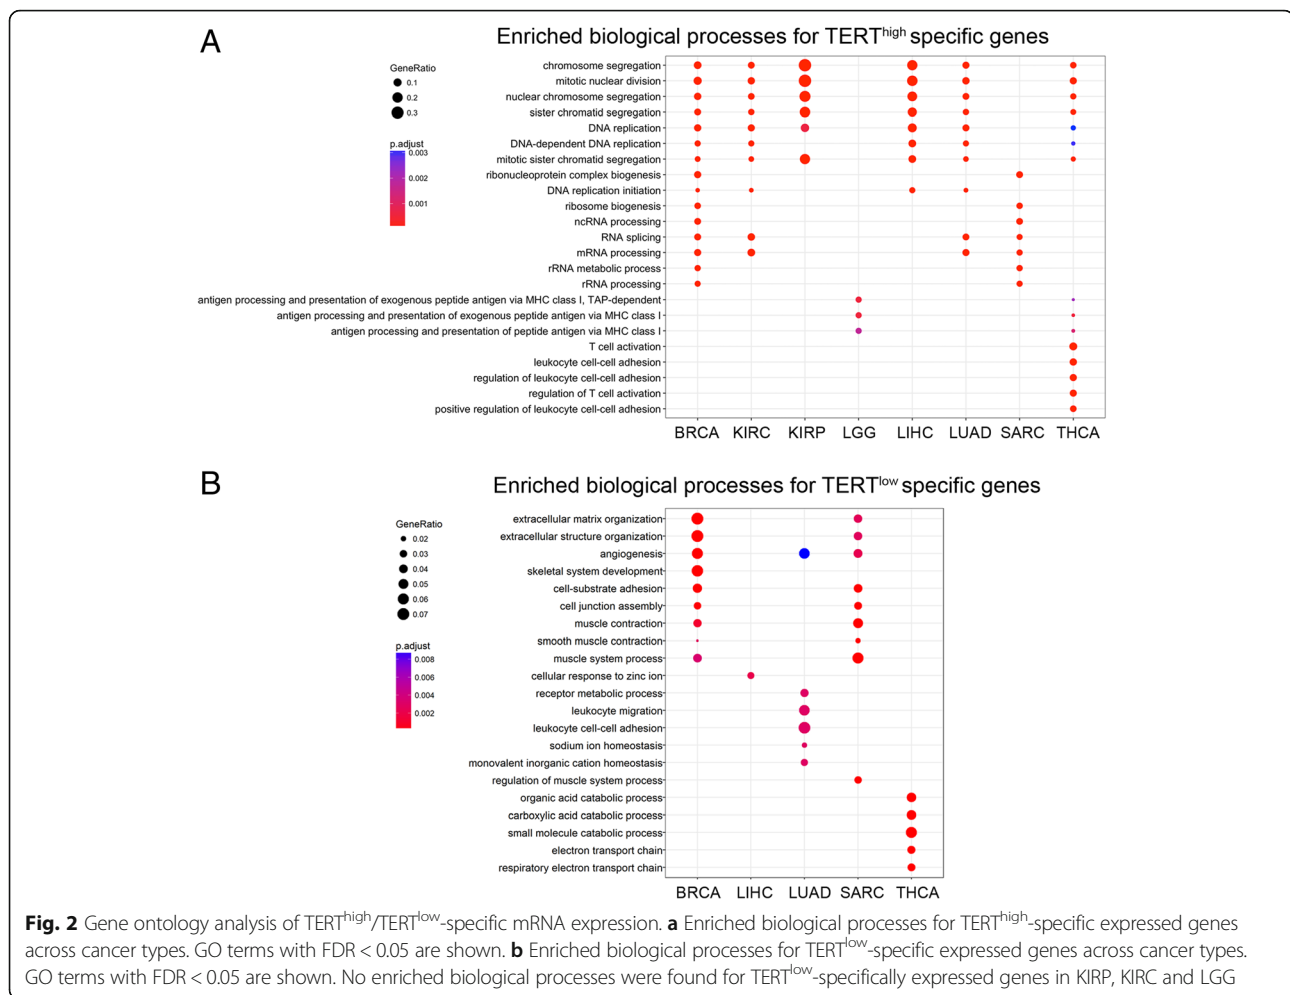 A
Enriched biological processes for TERThigh specific genes
GeneRatio
0.1
0.2
0.3
p.adjust
0.003
0.002
0.001
chromosome segregation
mitotic nuclear division
nuclear chromosome segregation
sister chromatid segregation
DNA replication
DNA-dependent DNA replication
mitotic sister chromatid segregation
ribonucleoprotein complex biogenesis
DNA replication initiation
ribosome biogenesis
ncRNA processing
RNA splicing
mRNA processing
rRNA metabolic process
rRNA processing
antigen processing and presentation of exogenous peptide antigen via MHC class I, TAP-dependent
antigen processing and presentation of exogenous peptide antigen via MHC class I
antigen processing and presentation of peptide antigen via MHC class I
T cell activation
leukocyte cell-cell adhesion
regulation of leukocyte cell-cell adhesion
regulation of T cell activation
positive regulation of leukocyte cell-cell adhesion
BRCA KIRC KIRP LGG LIHC LUAD SARC THCA
B
Enriched biological processes for TERTlow specific genes
GeneRatio
0.02
0.03
0.04
0.05
0.06
0.07
p.adjust
0.008
0.006
0.004
0.002
extracellular matrix organization
extracellular structure organization
angiogenesis
skeletal system development
cell-substrate adhesion
cell junction assembly
muscle contraction
smooth muscle contraction
muscle system process
cellular response to zinc ion
receptor metabolic process
leukocyte migration
leukocyte cell-cell adhesion
sodium ion homeostasis
monovalent inorganic cation homeostasis
regulation of muscle system process
organic acid catabolic process
carboxylic acid catabolic process
small molecule catabolic process
electron transport chain
respiratory electron transport chain
BRCA LIHC LUAD SARC THCA
Fig. 2 Gene ontology analysis of TERThigh/TERTlow-specific mRNA expression. a Enriched biological processes for TERThigh-specific expressed genes
across cancer types. GO terms with FDR < 0.05 are shown. b Enriched biological processes for TERTlow-specific expressed genes across cancer types.
GO terms with FDR < 0.05 are shown. No enriched biological processes were found for TERTlow-specifically expressed genes in KIRP, KIRC and LGG